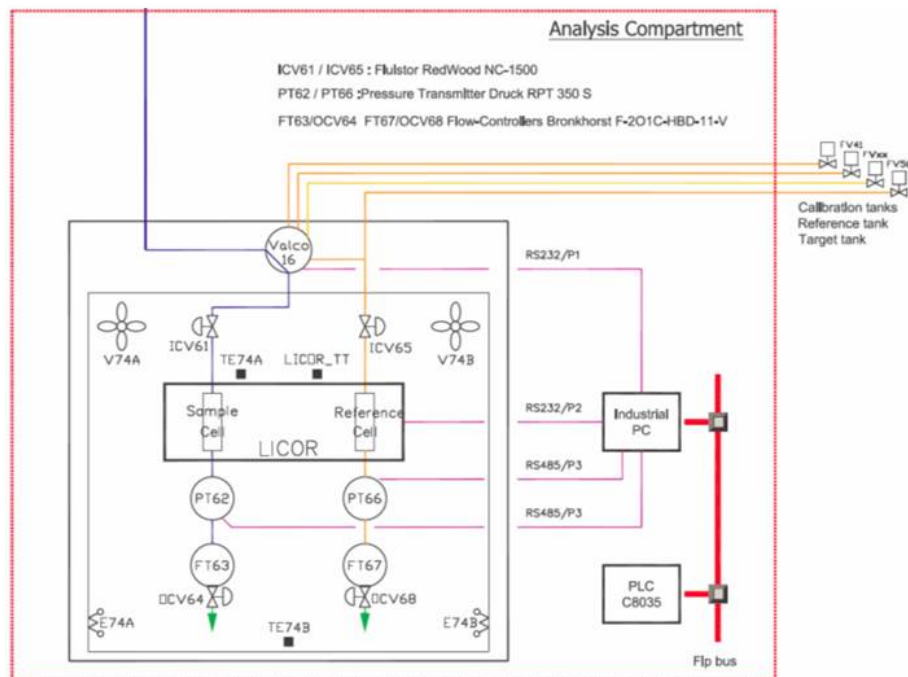 Analysis Compartment
ICV61 / ICV65 : Fluistor RedWood NC-1500
PT62 / PT66 :Pressure Transmitter Druck RPT 350 S
FT63/OCV64 FT67/OCV68 Flow-Controllers Bronkhorst F-2O1C-HBD-11-V
FV41
FVxx
FV56
Calibration tanks
Reference tank
Target tank
Valco
16
RS232/P1
V74A
ICV61
ICV65
V74B
TE74A
LICOR_TT
Sample
Cell
Reference
Cell
LICOR
RS232/P2
Industrial
PC
RS485/P3
PT62
PT66
RS485/P3
FT63
FT67
OCV64
OCV68
PLC
C8035
E74A
TE74B
E74B
Fip bus